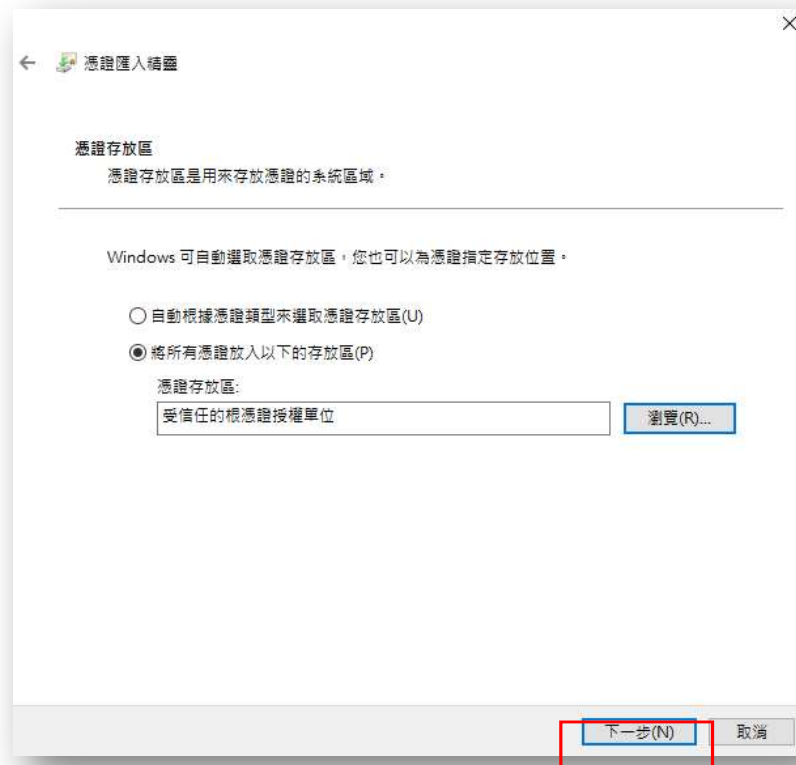 憑證匯入精靈
憑證存放區
憑證存放區是用來存放憑證的系統區域。
Windows 可自動選取憑證存放區，您也可以為憑證指定存放位置。
自動根據憑證類型來選取憑證存放區(U)
將所有憑證放入以下的存放區(P)
憑證存放區:
受信任的根憑證授權單位
瀏覽(R)...
下一步(N)
取消